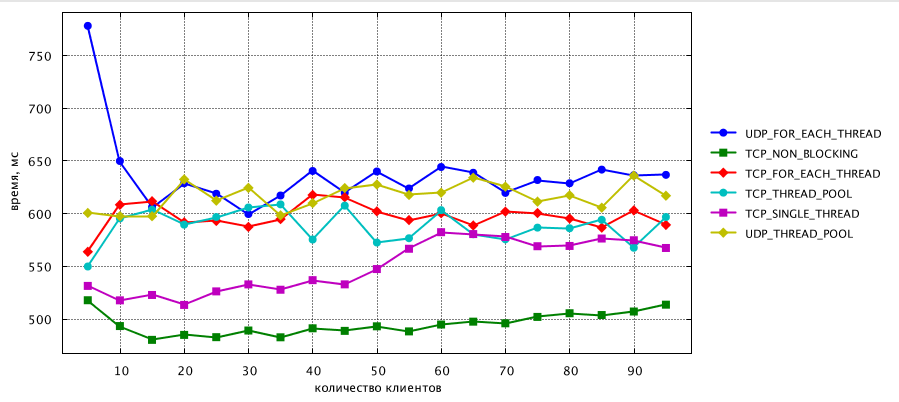 750
700
650
600
550
500
время, мс
10 20 30 40 50 60 70 80 90
количество клиентов
UDP_FOR_EACH_THREAD
TCP_NON_BLOCKING
TCP_FOR_EACH_THREAD
TCP_THREAD_POOL
TCP_SINGLE_THREAD
UDP_THREAD_POOL